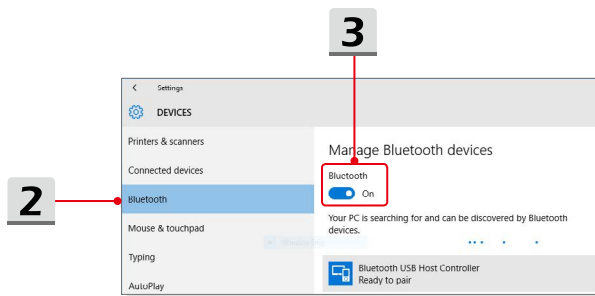 3
Settings
DEVICES
Printers & scanners
Connected devices
2
Bluetooth
Mouse & touchpad
Typing
AutoPlay
Manage Bluetooth devices
Bluetooth
On
Your PC is searching for and can be discovered by Bluetooth
devices.
Bluetooth USB Host Controller
Ready to pair